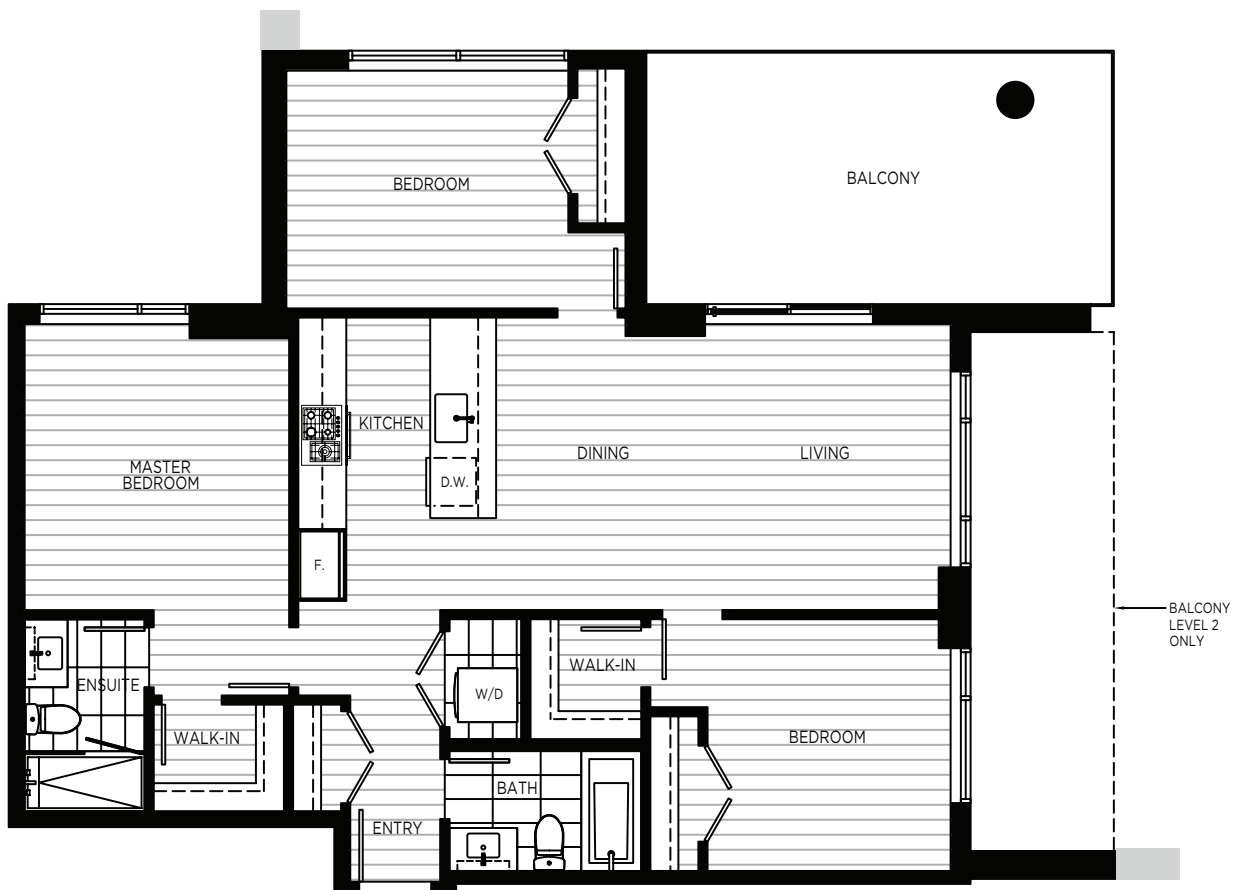 BEDROOM
BALCONY
KITCHEN
DINING
LIVING
MASTER
BEDROOM
D.W.
F.
BALCONY
LEVEL 2
ONLY
ENSUITE
W/D
WALK-IN
WALK-IN
BEDROOM
BATH
ENTRY